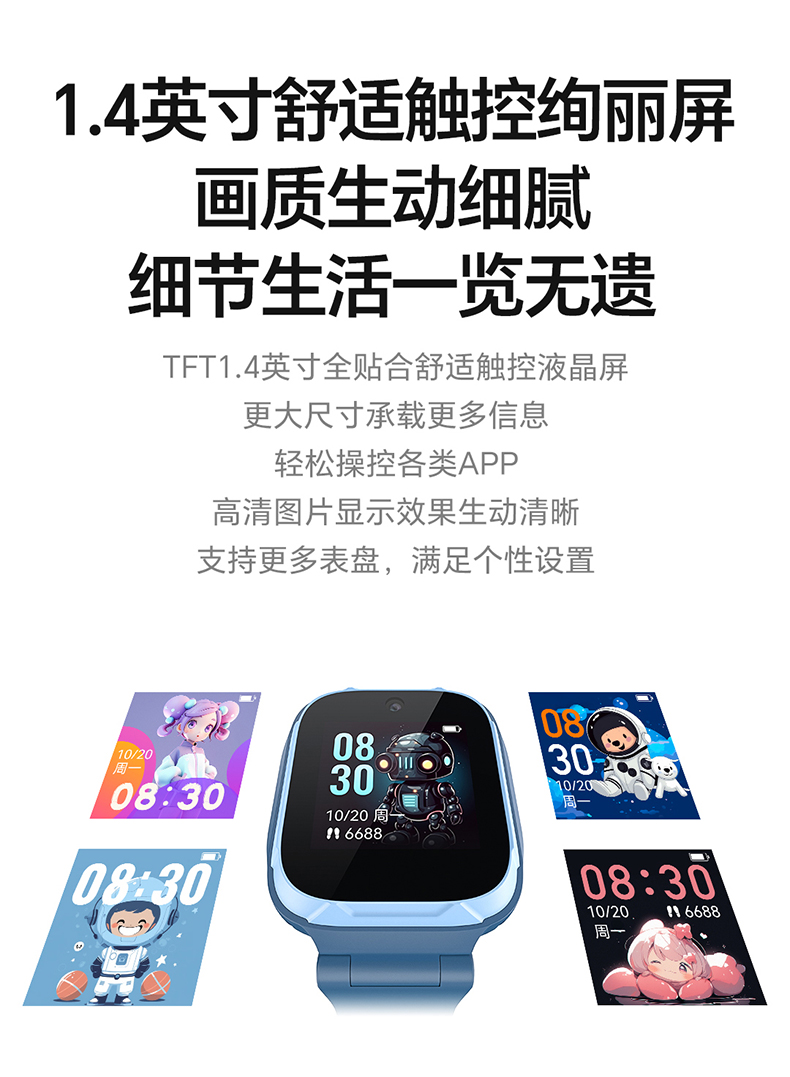 1.4英寸舒适触控绚丽屏
画质生动细腻
细节生活一览无遗
TFT1.4英寸全贴合舒适触控液晶屏
更大尺寸承载更多信息
轻松操控各类APP
高清图片显示效果生动清晰
支持更多表盘，满足个性设置
10/20
周一
08:30
08
30
10/20 周一
6688
08
30
10/20
周一
08:30
08:30
10/20 6688
周一